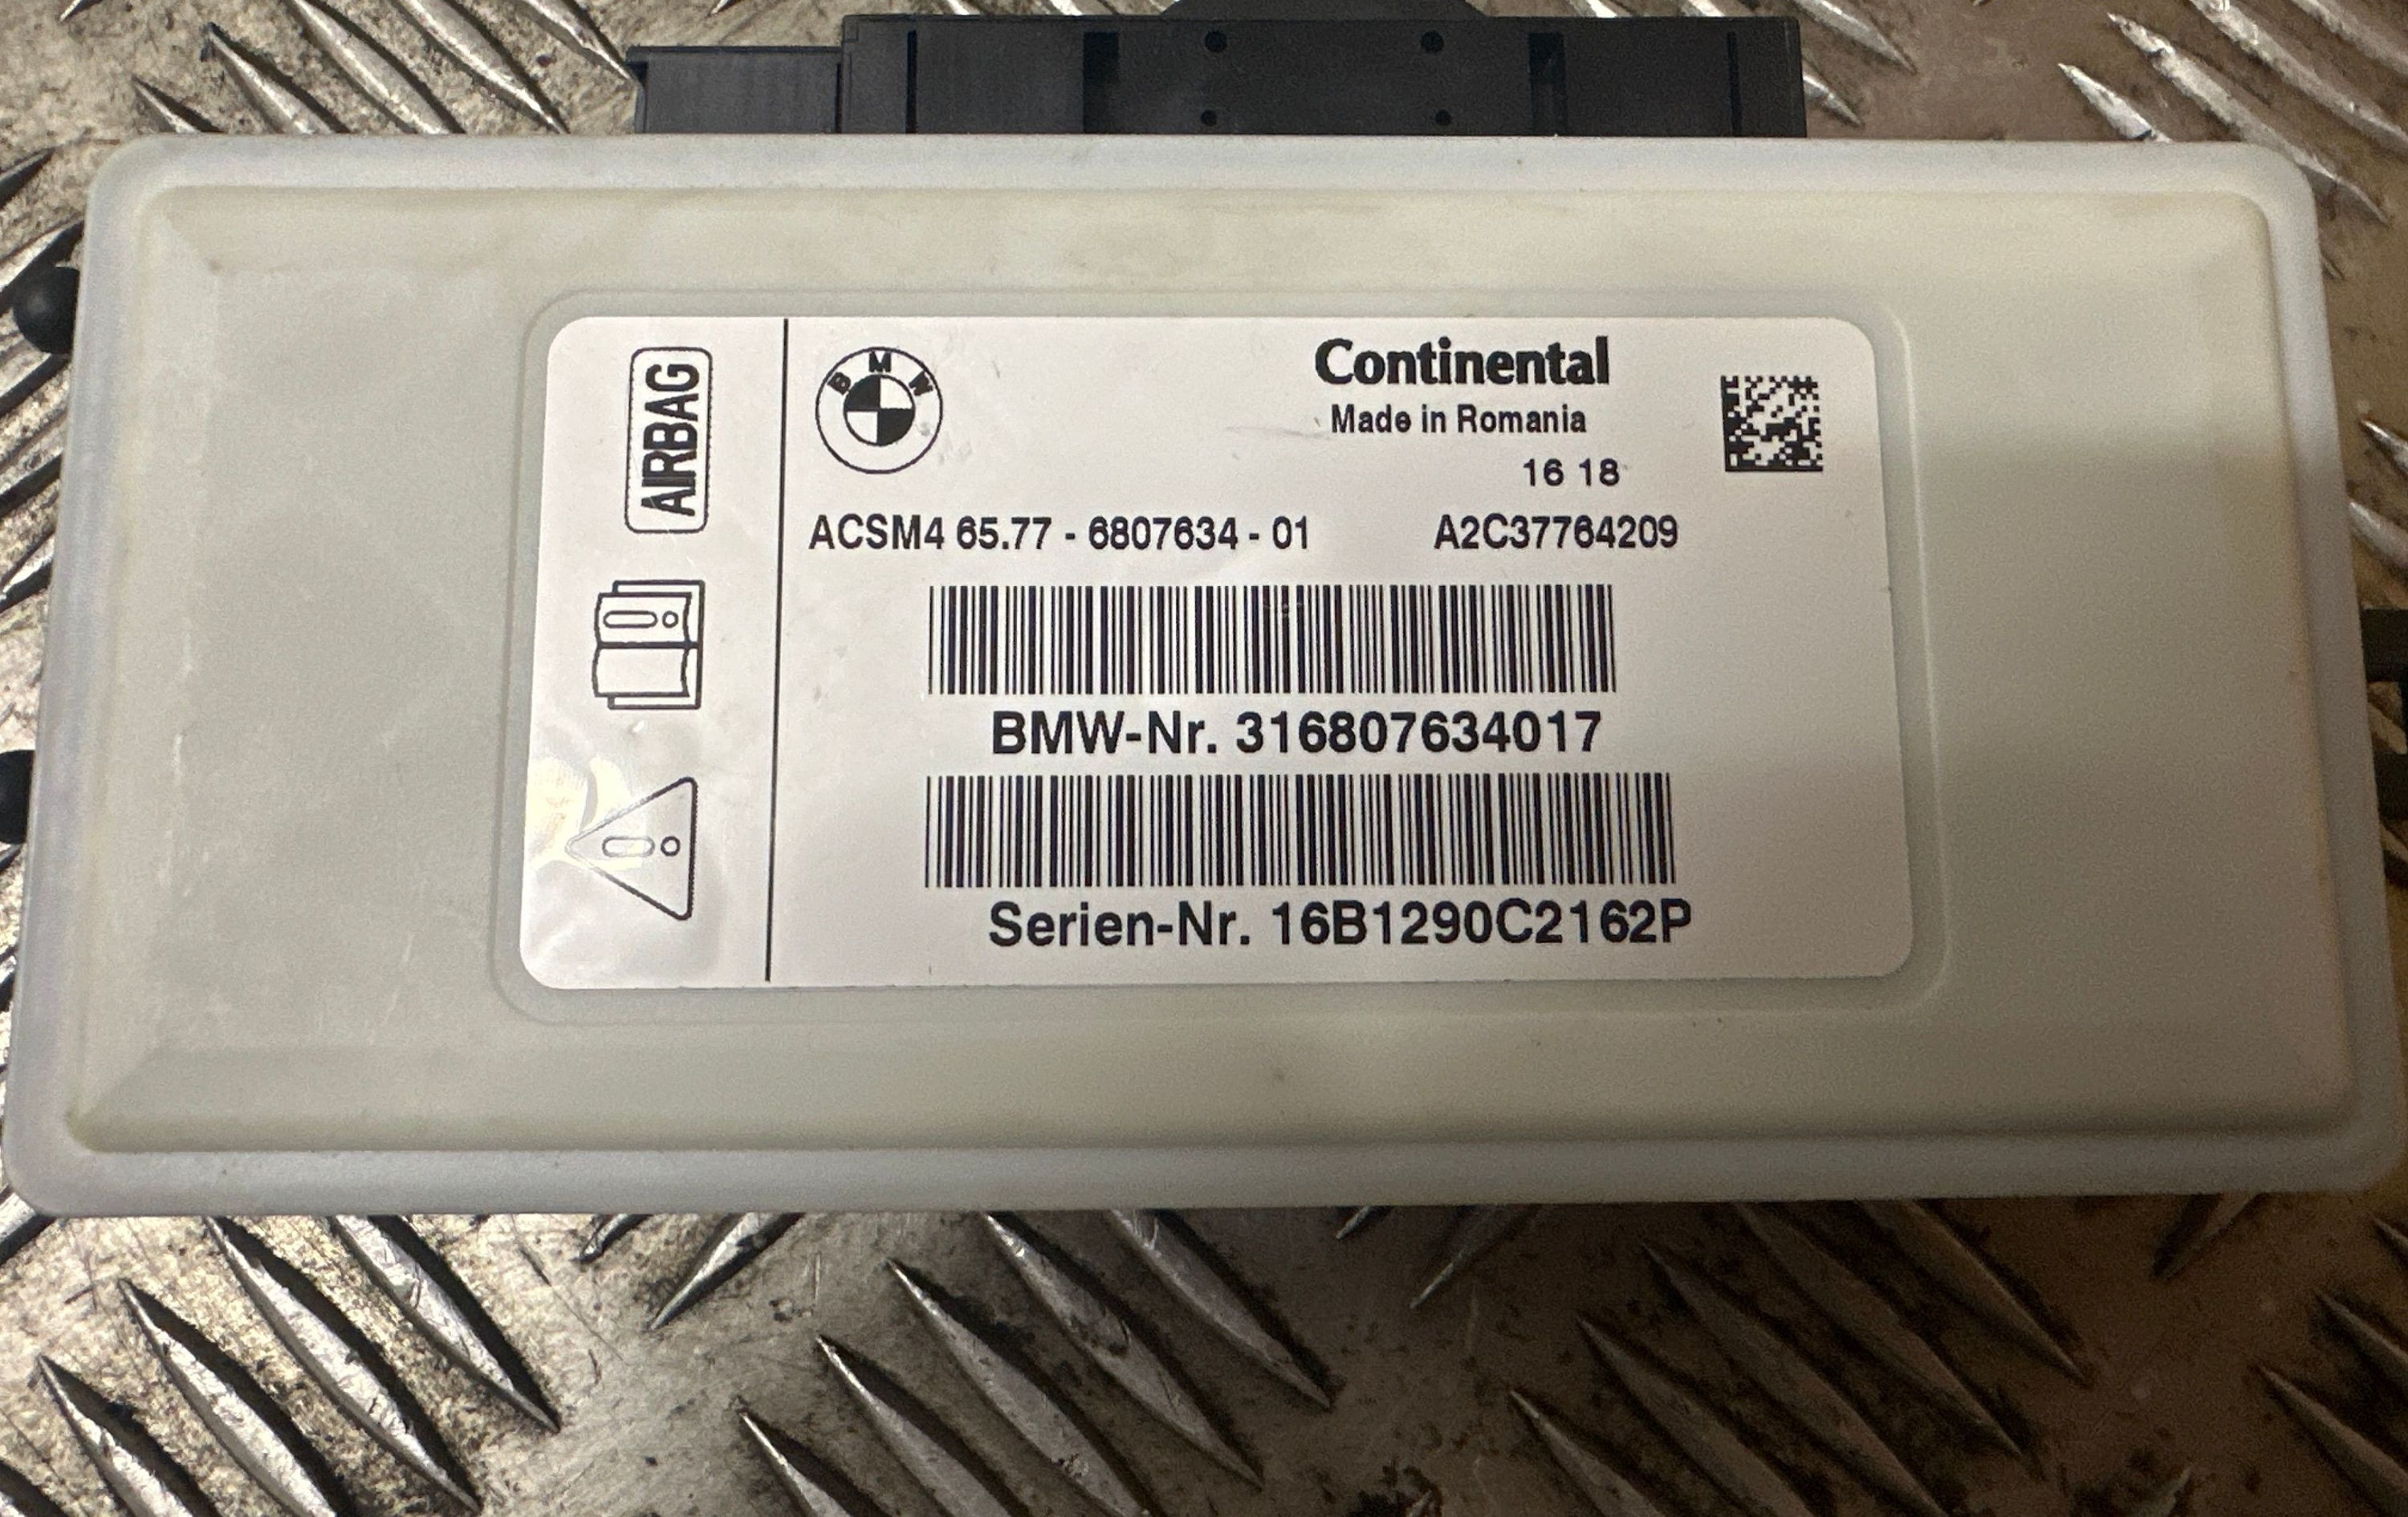 AIRBAG
BMW
Continental
Made in Romania
16 18
ACSM4 65.77 - 6807634 - 01 A2C37764209
BMW-Nr. 316807634017
Serien-Nr. 16B1290C2162P